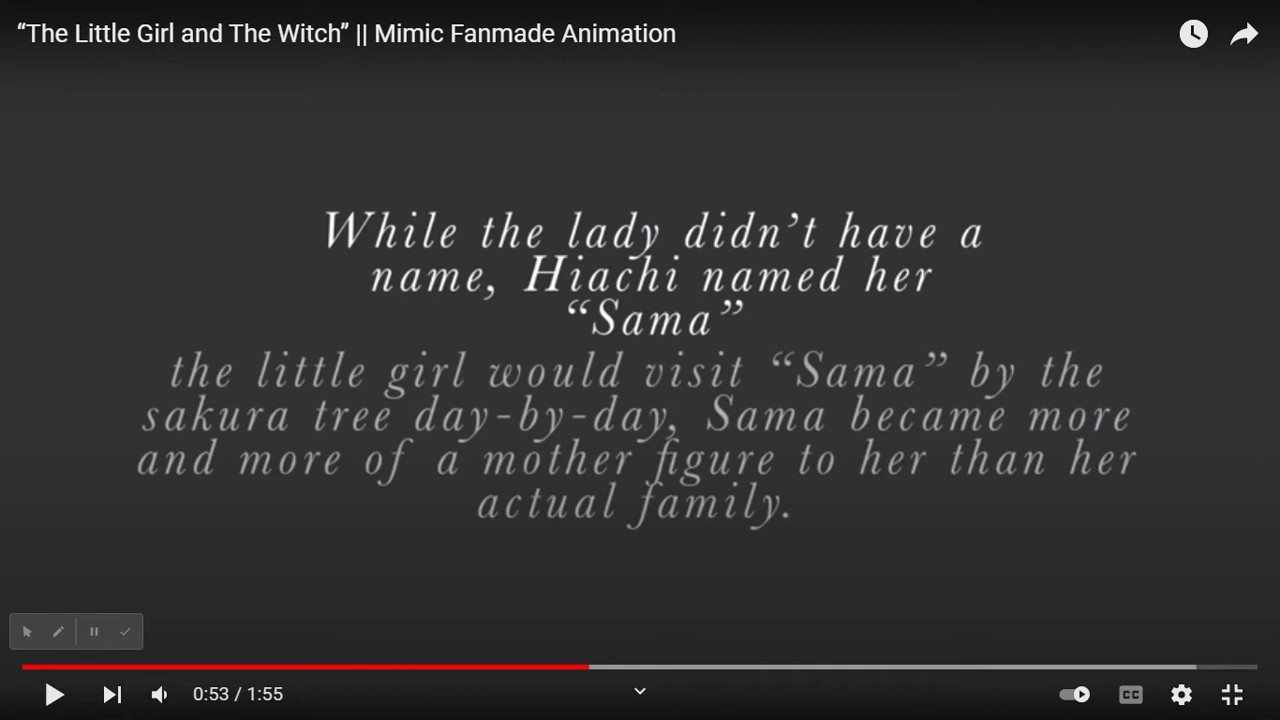 “The Little Girl and The Witch” || Mimic Fanmade Animation
While the lady didn’t have a
name, Hiachi named her
“Sama”
the little girl would visit “Sama” by the
sakura tree day-by-day, Sama became more
and more of a mother figure to her than her
actual family.
0:53 / 1:55
CC